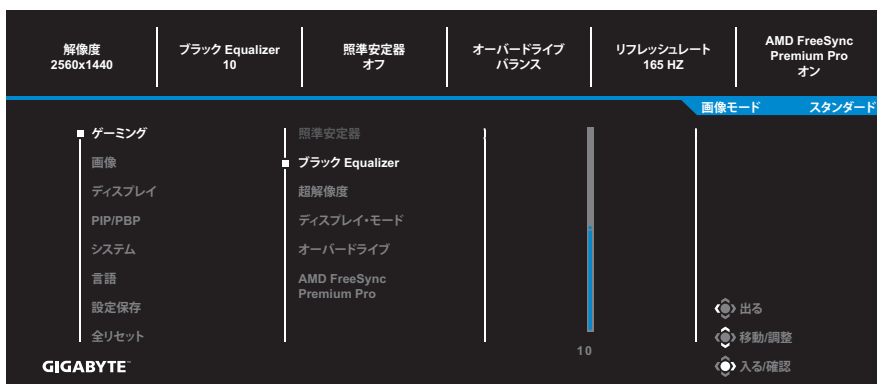 解像度
2560x1440
ブラック Equalizer
10
照準安定器
オフ
オーバードライブ
バランス
リフレッシュレート
165 HZ
AMD FreeSync
Premium Pro
オン
画像モード スタンダード
ゲーミング
画像
ディスプレイ
PIP/PBP
システム
言語
設定保存
全リセット
照準安定器
ブラック Equalizer
超解像度
ディスプレイ・モード
オーバードライブ
AMD FreeSync
Premium Pro
10
出る
移動/調整
入る/確認
GIGABYTE™